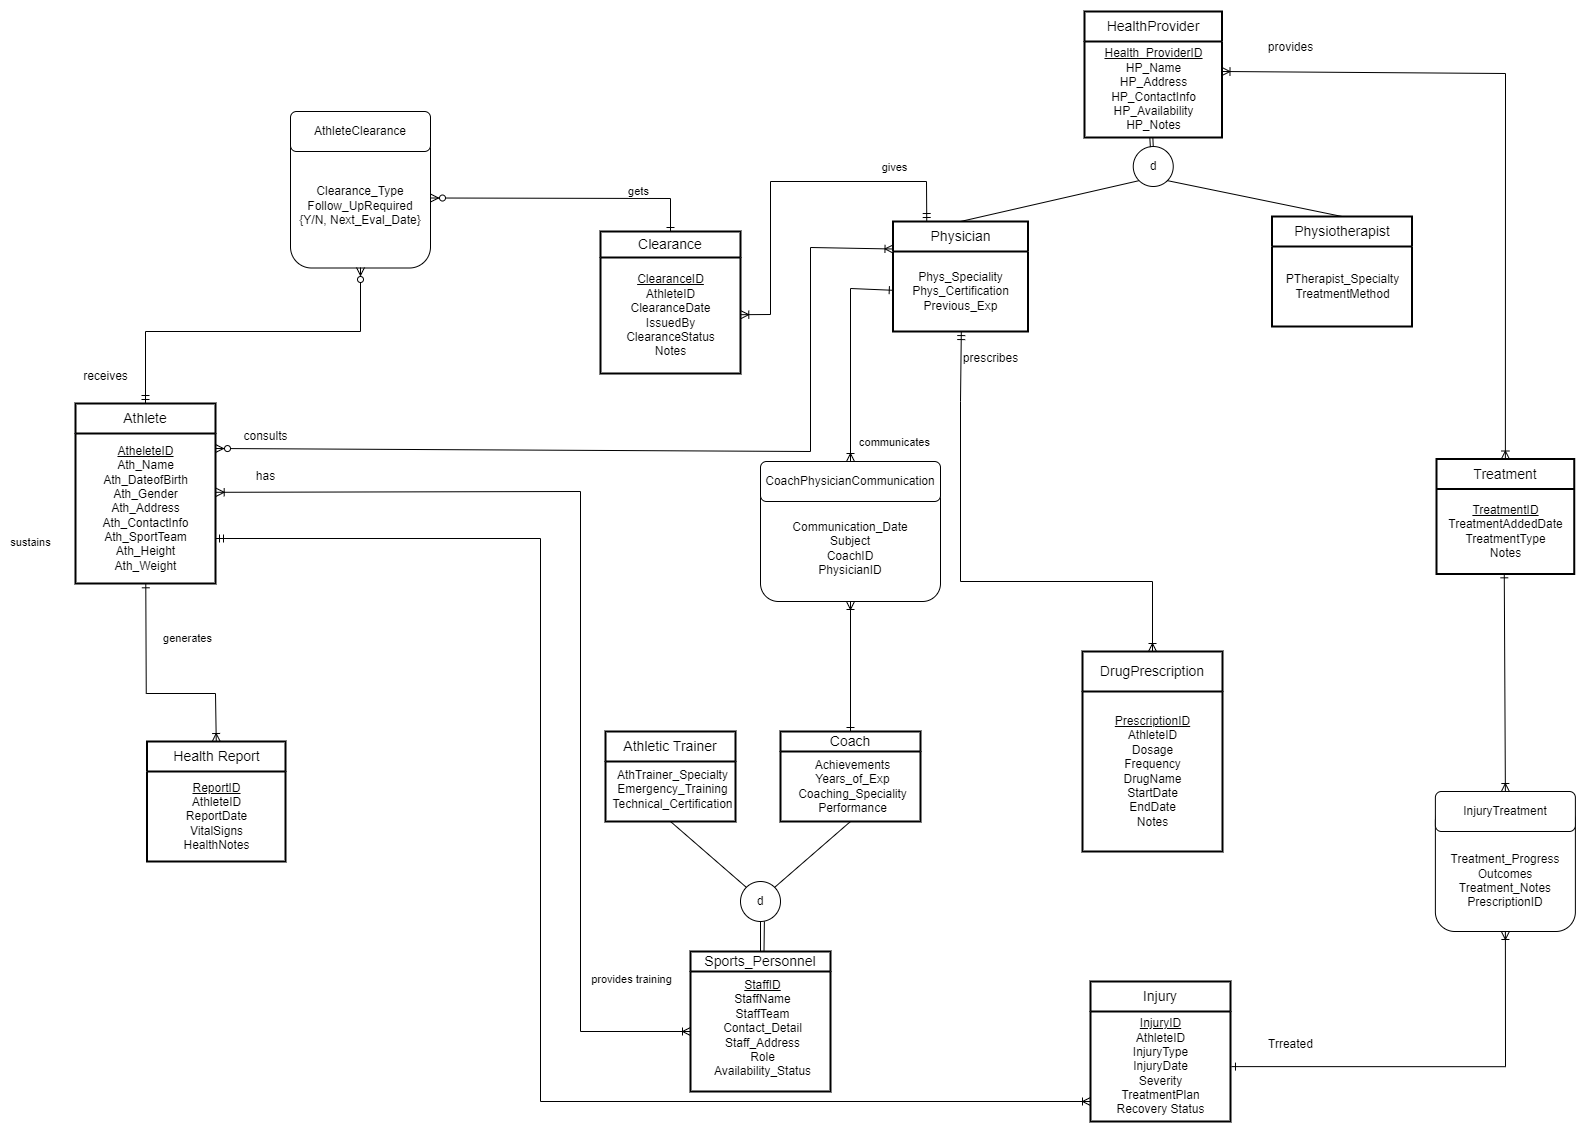 HealthProvider
Health_ProviderID
HP_Name
HP_Address
HP_ContactInfo
HP_Availability
HP_Notes
provides
d
AthleteClearance
Clearance_Type
Follow_UpRequired
{Y/N, Next_Eval_Date}
gets
gives
Clearance
ClearanceID
AthleteID
ClearanceDate
IssuedBy
ClearanceStatus
Notes
Physician
Phys_Speciality
Phys_Certification
Previous_Exp
Physiotherapist
PTherapist_Specialty
TreatmentMethod
prescribes
receives
Athlete
AtheleteID
Ath_Name
Ath_DateofBirth
Ath_Gender
Ath_Address
Ath_ContactInfo
Ath_SportTeam
Ath_Height
Ath_Weight
consults
has
sustains
communicates
CoachPhysicianCommunication
Communication_Date
Subject
CoachID
PhysicianID
Treatment
TreatmentID
TreatmentAddedDate
TreatmentType
Notes
generates
Health Report
ReportID
AthleteID
ReportDate
VitalSigns
HealthNotes
Athletic Trainer
AthTrainer_Specialty
Emergency_Training
Technical_Certification
Coach
Achievements
Years_of_Exp
Coaching_Speciality
Performance
DrugPrescription
PrescriptionID
AthleteID
Dosage
Frequency
DrugName
StartDate
EndDate
Notes
InjuryTreatment
Treatment_Progress
Outcomes
Treatment_Notes
PrescriptionID
d
provides training
Sports_Personnel
StaffID
StaffName
StaffTeam
Contact_Detail
Staff_Address
Role
Availability_Status
Injury
InjuryID
AthleteID
InjuryType
InjuryDate
Severity
TreatmentPlan
Recovery Status
Trreated